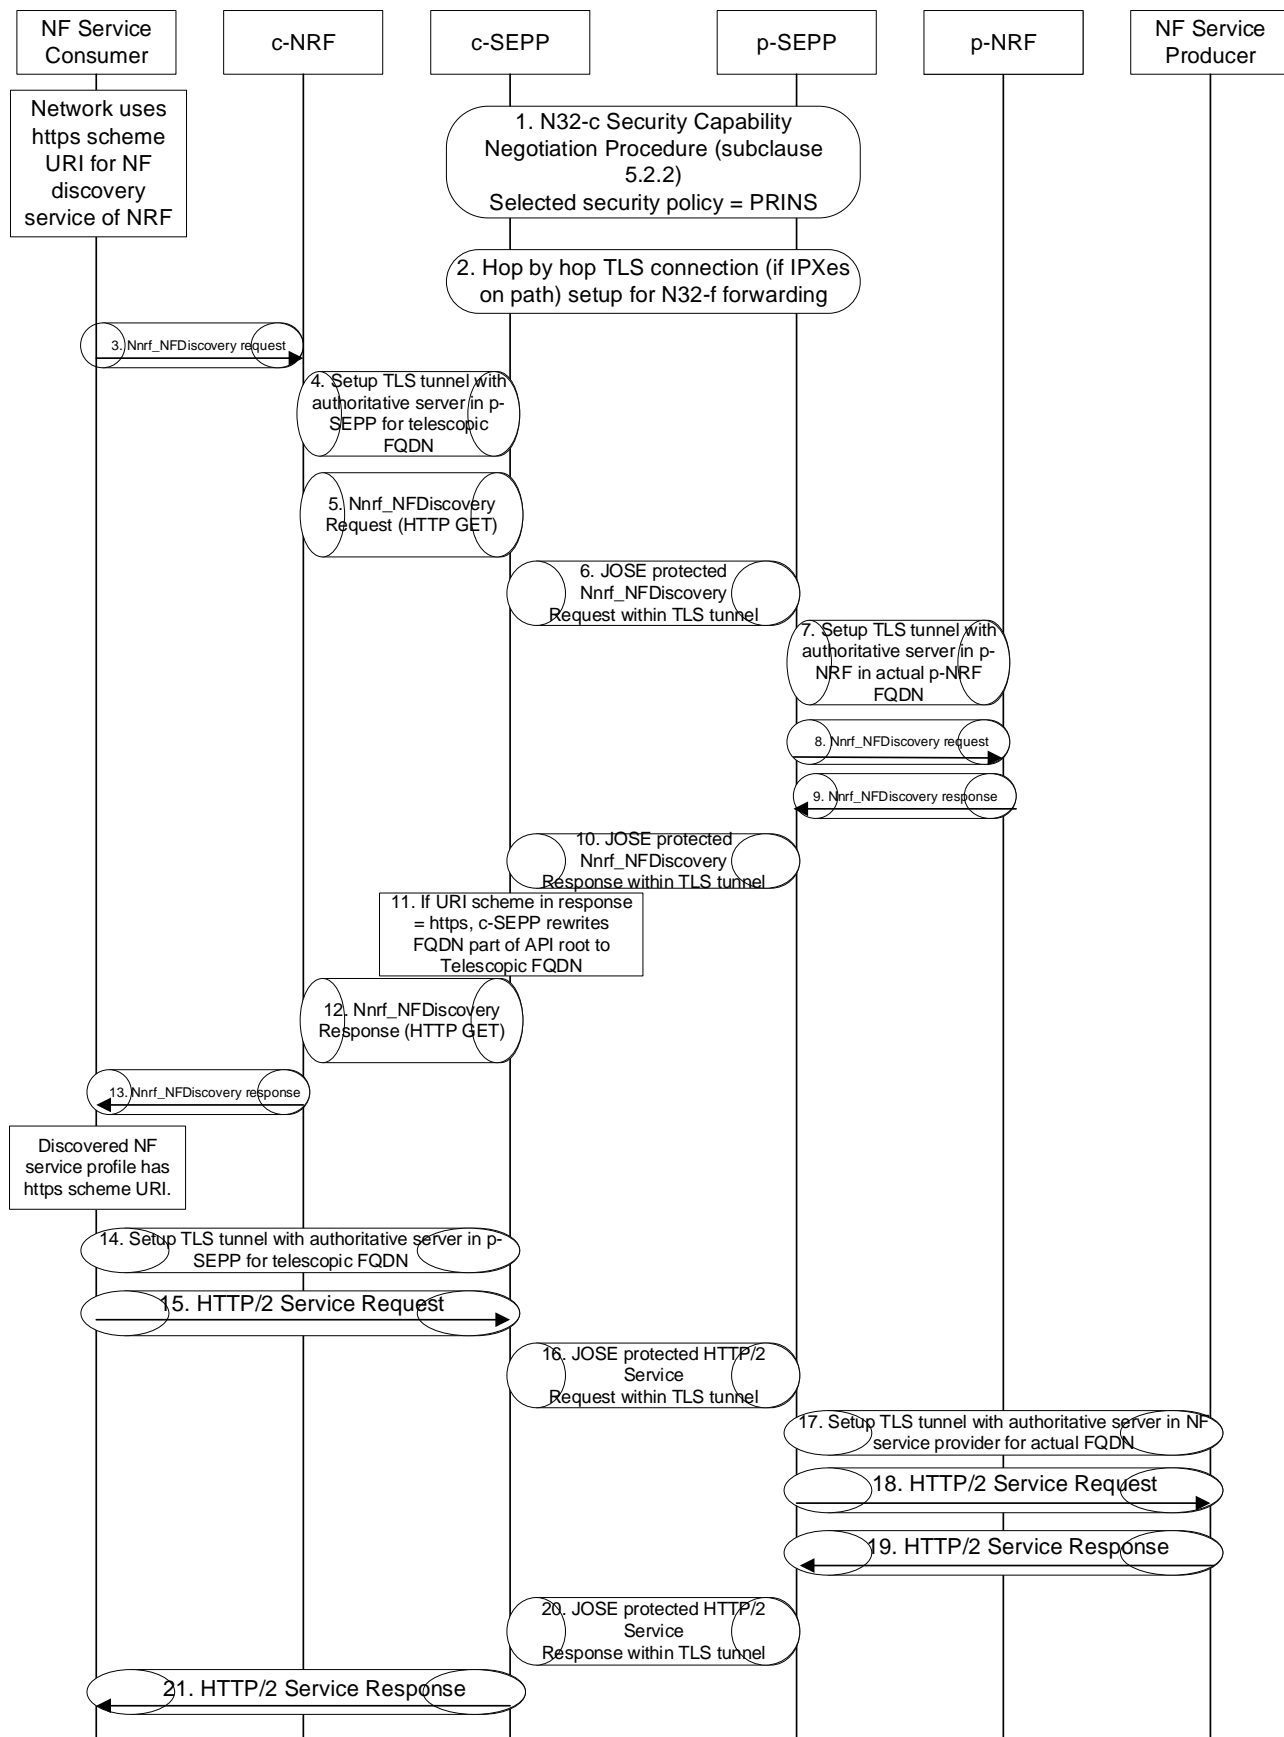 NF Service
Consumer
c-NRF
c-SEPP
p-SEPP
p-NRF
NF Service
Producer
Network uses
https scheme
URI for NF
discovery
service of NRF
1. N32-c Security Capability
Negotiation Procedure (subclause
5.2.2)
Selected security policy = PRINS
2. Hop by hop TLS connection (if IPXes
on path) setup for N32-f forwarding
3. Nnrf_NFDiscovery request
4. Setup TLS tunnel with
authoritative server in p-
SEPP for telescopic
FQDN
5. Nnrf_NFDiscovery
Request (HTTP GET)
6. JOSE protected
Nnrf_NFDiscovery
Request within TLS tunnel
7. Setup TLS tunnel with
authoritative server in p-
NRF in actual p-NRF
FQDN
8. Nnrf_NFDiscovery request
9. Nnrf_NFDiscovery response
10. JOSE protected
Nnrf_NFDiscovery
Response within TLS tunnel
11. If URI scheme in response
= https, c-SEPP rewrites
FQDN part of API root to
Telescopic FQDN
12. Nnrf_NFDiscovery
Response (HTTP GET)
13. Nnrf_NFDiscovery response
Discovered NF
service profile has
https scheme URI.
14. Setup TLS tunnel with authoritative server in p-
SEPP for telescopic FQDN
15. HTTP/2 Service Request
16. JOSE protected HTTP/2
Service
Request within TLS tunnel
17. Setup TLS tunnel with authoritative server in NF
service provider for actual FQDN
18. HTTP/2 Service Request
19. HTTP/2 Service Response
20. JOSE protected HTTP/2
Service
Response within TLS tunnel
21. HTTP/2 Service Response